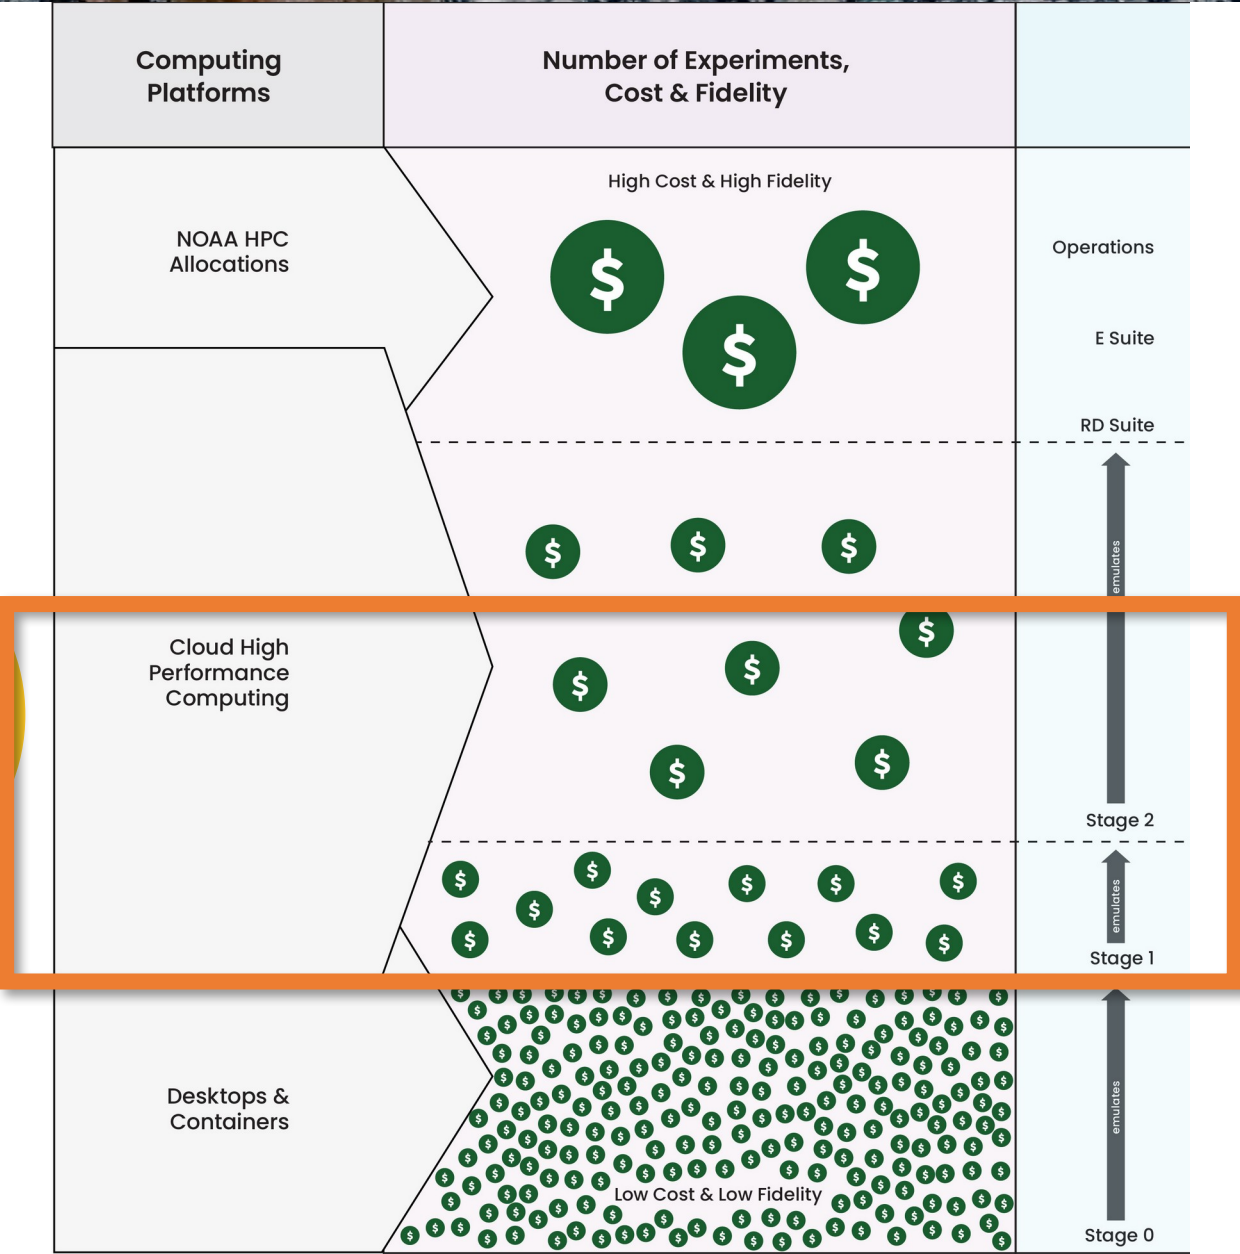 Computing
Platforms
Number of Experiments,
Cost & Fidelity
NOAA HPC
Allocations
High Cost & High Fidelity
$
$
$
Operations
E Suite
RD Suite
$
$
$
emulates
Cloud High
Performance
Computing
$
$
$
$
$
Stage 2
$
$
$
$
$
$
$
$
$
$
$
$
$
$
emulates
Stage 1
Desktops &
Containers
emulates
Low Cost & Low Fidelity
Stage 0